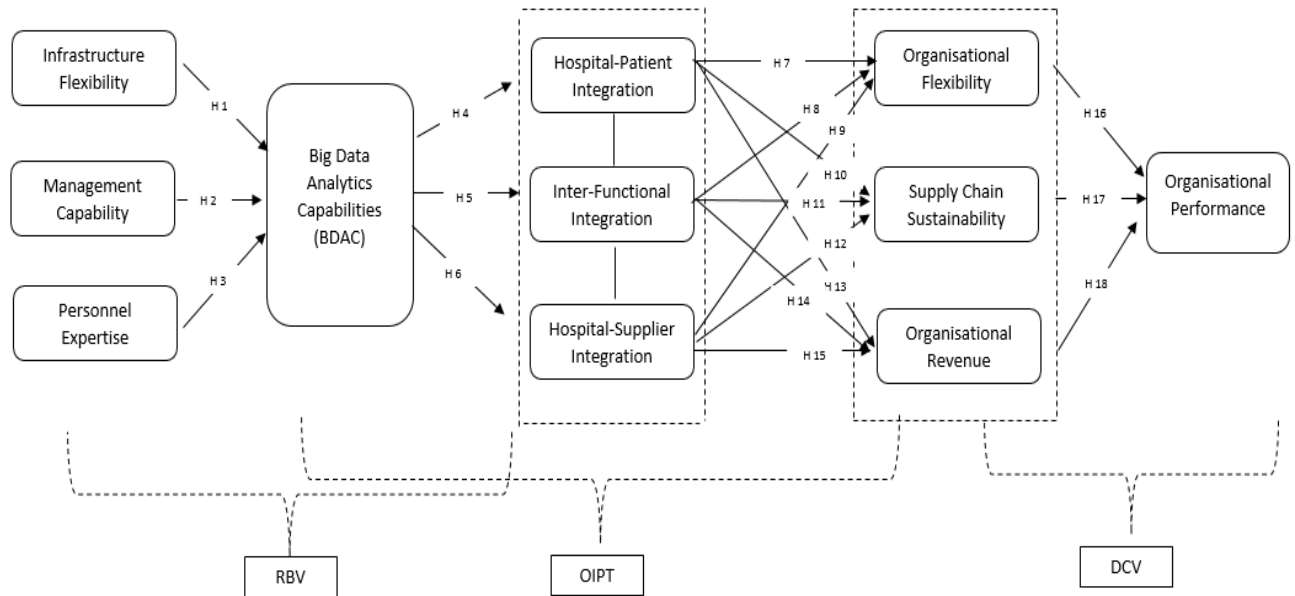 Infrastructure
Flexibility
Management
Capability
Personnel
Expertise
H 1
H 2
H 3
Big Data
Analytics
Capabilities
(BDAC)
H 4
H 5
H 6
Hospital-Patient
Integration
Inter-Functional
Integration
Hospital-Supplier
Integration
H 7
H 8
H 9
H 10
H 11
H 12
H 13
H 14
H 15
Organisational
Flexibility
Supply Chain
Sustainability
Organisational
Revenue
H 16
H 17
H 18
Organisational
Performance
RBV
OIPT
DCV